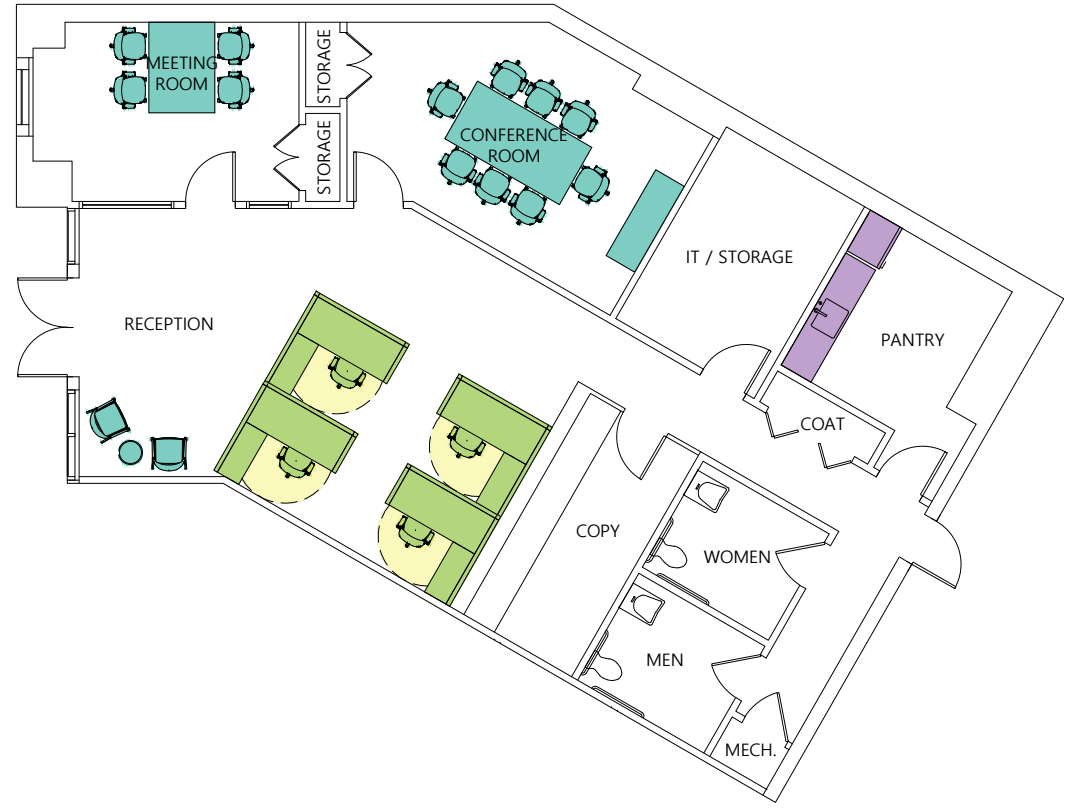 STORAGE
MEETING
ROOM
STORAGE
CONFERENCE
ROOM
IT / STORAGE
RECEPTION
PANTRY
COAT
COPY
WOMEN
MEN
MECH.